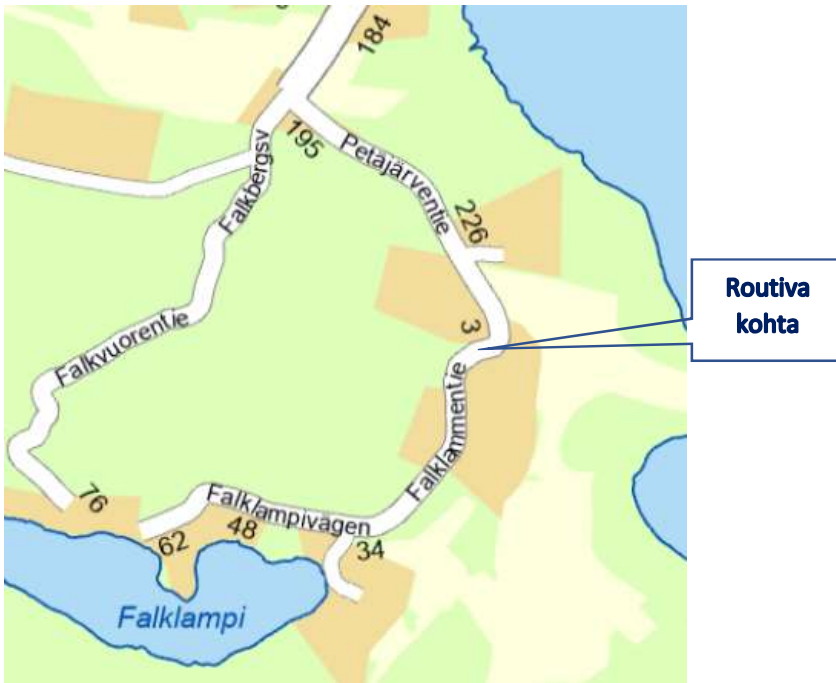 184
195
Petäjärventie
Falkbergsv
226
Routiva
kohta
3
Falkvuorentie
Falklammentie
76
Falklampivägen
48
62
34
Falklampi